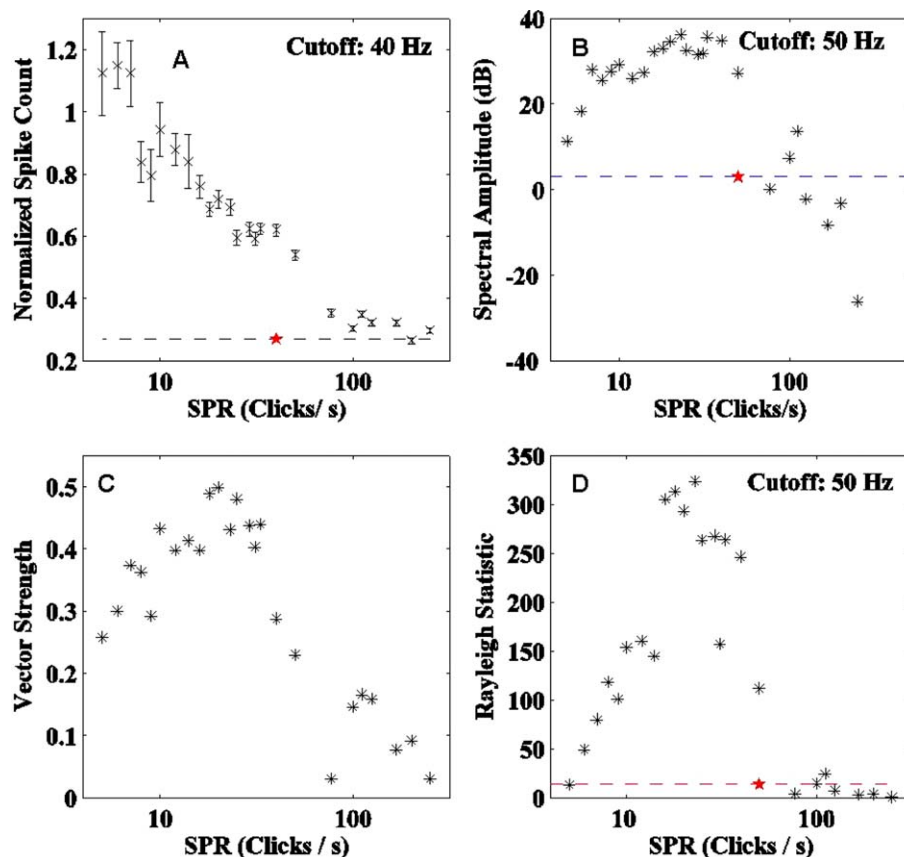 A
Cutoff: 40 Hz
Normalized Spike Count
1.2
1
0.8
0.6
0.4
0.2
10
100
SPR (Clicks/ s)
B
Cutoff: 50 Hz
Spectral Amplitude (dB)
40
20
0
-20
-40
10
100
SPR (Clicks/s)
C
Vector Strength
0.5
0.4
0.3
0.2
0.1
0
10
100
SPR (Clicks / s)
D
Cutoff: 50 Hz
Rayleigh Statistic
350
300
250
200
150
100
50
0
10
100
SPR (Clicks / s)